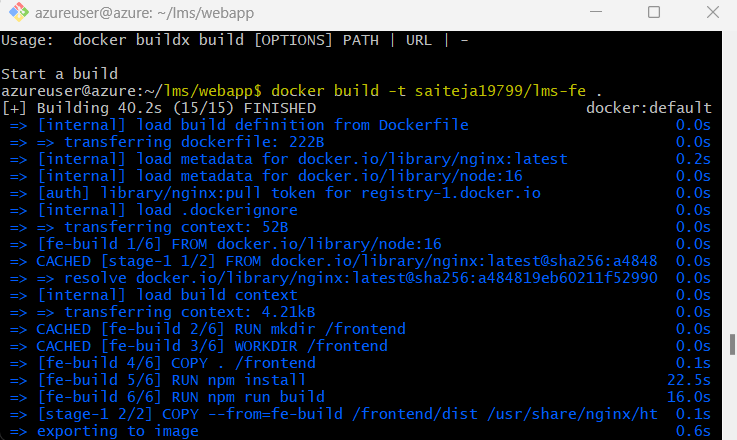 azureuser@azure: ~/lms/webapp
Usage:  docker buildx build [OPTIONS] PATH | URL | -
Start a build
azureuser@azure:~/lms/webapp$ docker build -t saiteja19799/lms-fe .
[+] Building 40.2s (15/15) FINISHED docker:default
=> [internal] load build definition from Dockerfile 0.0s
=> => transferring dockerfile: 222B 0.0s
=> [internal] load metadata for docker.io/library/nginx:latest 0.2s
=> [internal] load metadata for docker.io/library/node:16 0.0s
=> [auth] library/nginx:pull token for registry-1.docker.io 0.0s
=> [internal] load .dockerignore 0.0s
=> => transferring context: 52B 0.0s
=> [fe-build 1/6] FROM docker.io/library/node:16 0.0s
=> CACHED [stage-1 1/2] FROM docker.io/library/nginx:latest@sha256:a4848 0.0s
=> => resolve docker.io/library/nginx:latest@sha256:a484819eb60211f52990 0.0s
=> [internal] load build context 0.0s
=> => transferring context: 4.21kB 0.0s
=> CACHED [fe-build 2/6] RUN mkdir /frontend 0.0s
=> CACHED [fe-build 3/6] WORKDIR /frontend 0.0s
=> [fe-build 4/6] COPY . /frontend 0.1s
=> [fe-build 5/6] RUN npm install 22.5s
=> [fe-build 6/6] RUN npm run build 16.0s
=> [stage-1 2/2] COPY --from=fe-build /frontend/dist /usr/share/nginx/ht 0.1s
=> exporting to image 0.6s